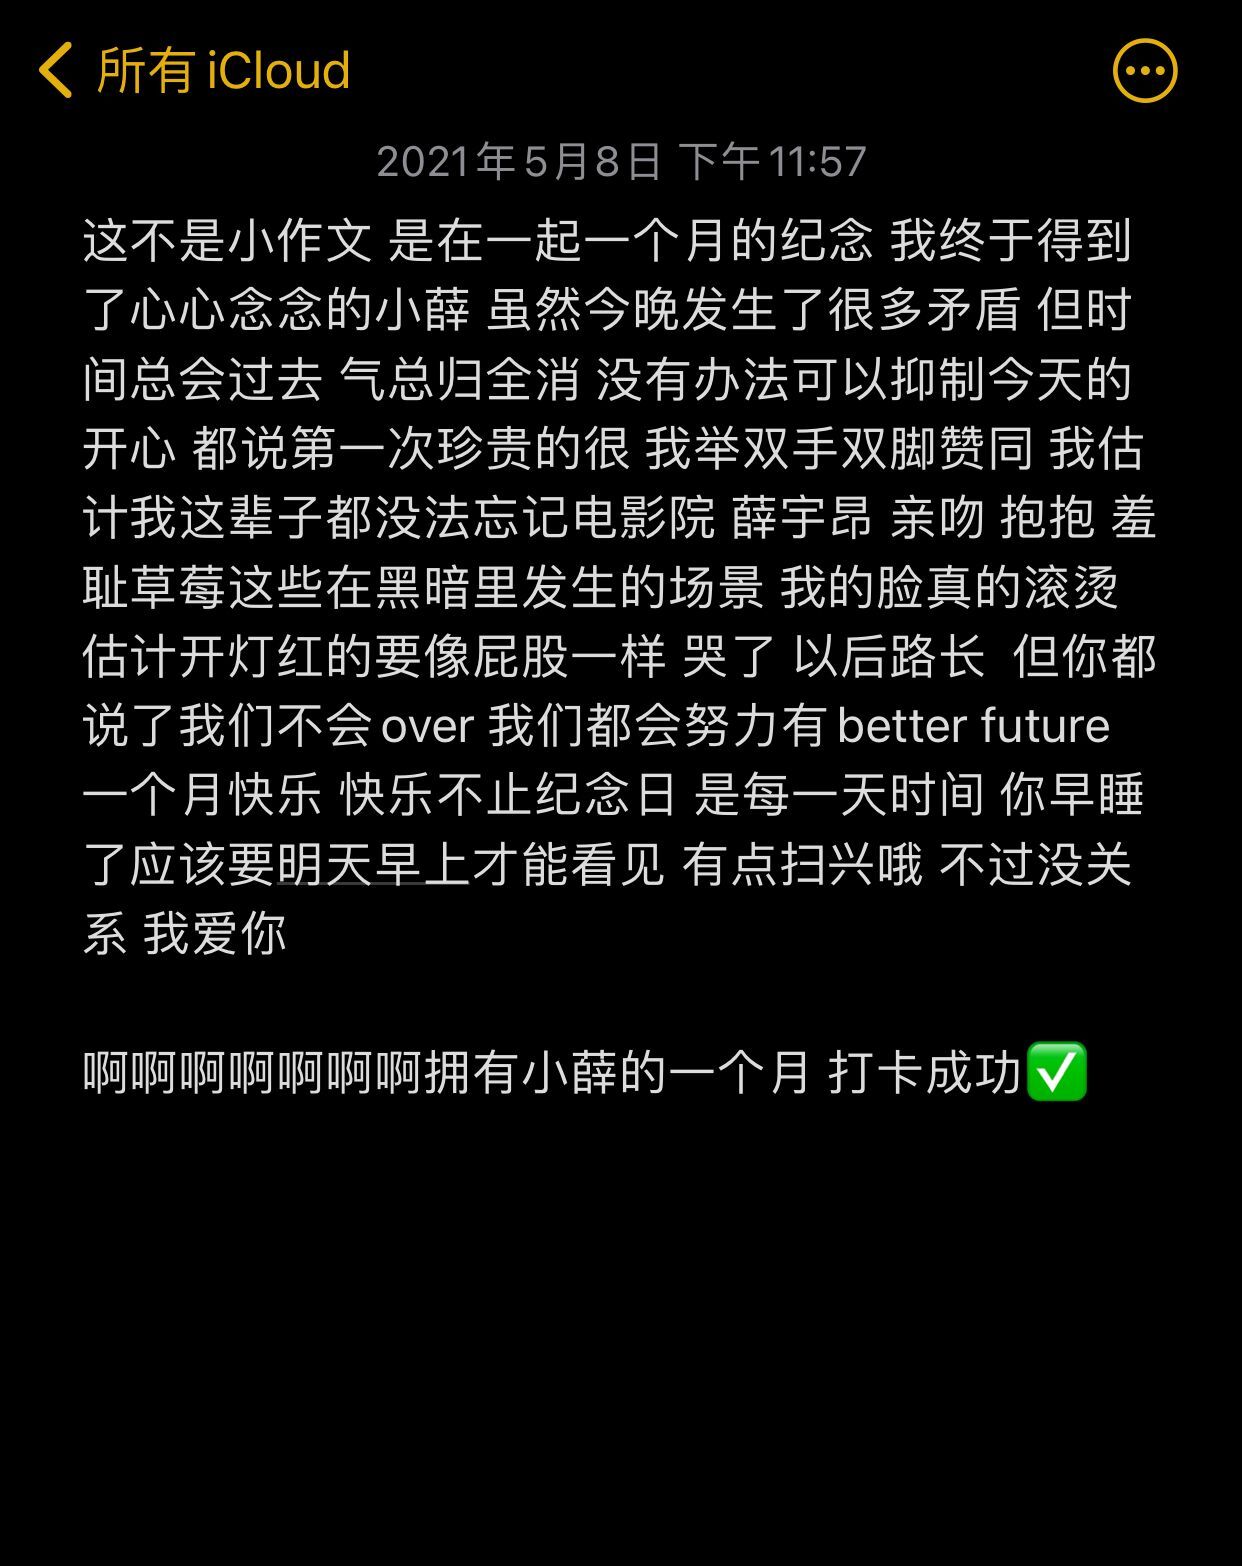 所有 iCloud
2021年5月8日 下午11:57
这不是小作文 是在一起一个月的纪念 我终于得到
了心心念念的小薛 虽然今晚发生了很多矛盾 但时
间总会过去 气总归全消 没有办法可以抑制今天的
开心 都说第一次珍贵的很 我举双手双脚赞同 我估
计我这辈子都没法忘记电影院 薛宇昂 亲吻 抱抱 羞
耻草莓这些在黑暗里发生的场景 我的脸真的滚烫
估计开灯红的要像屁股一样 哭了 以后路长  但你都
说了我们不会over 我们都会努力有better future
一个月快乐 快乐不止纪念日 是每一天时间 你早睡
了应该要明天早上才能看见 有点扫兴哦 不过没关
系 我爱你
啊啊啊啊啊啊啊拥有小薛的一个月 打卡成功✅